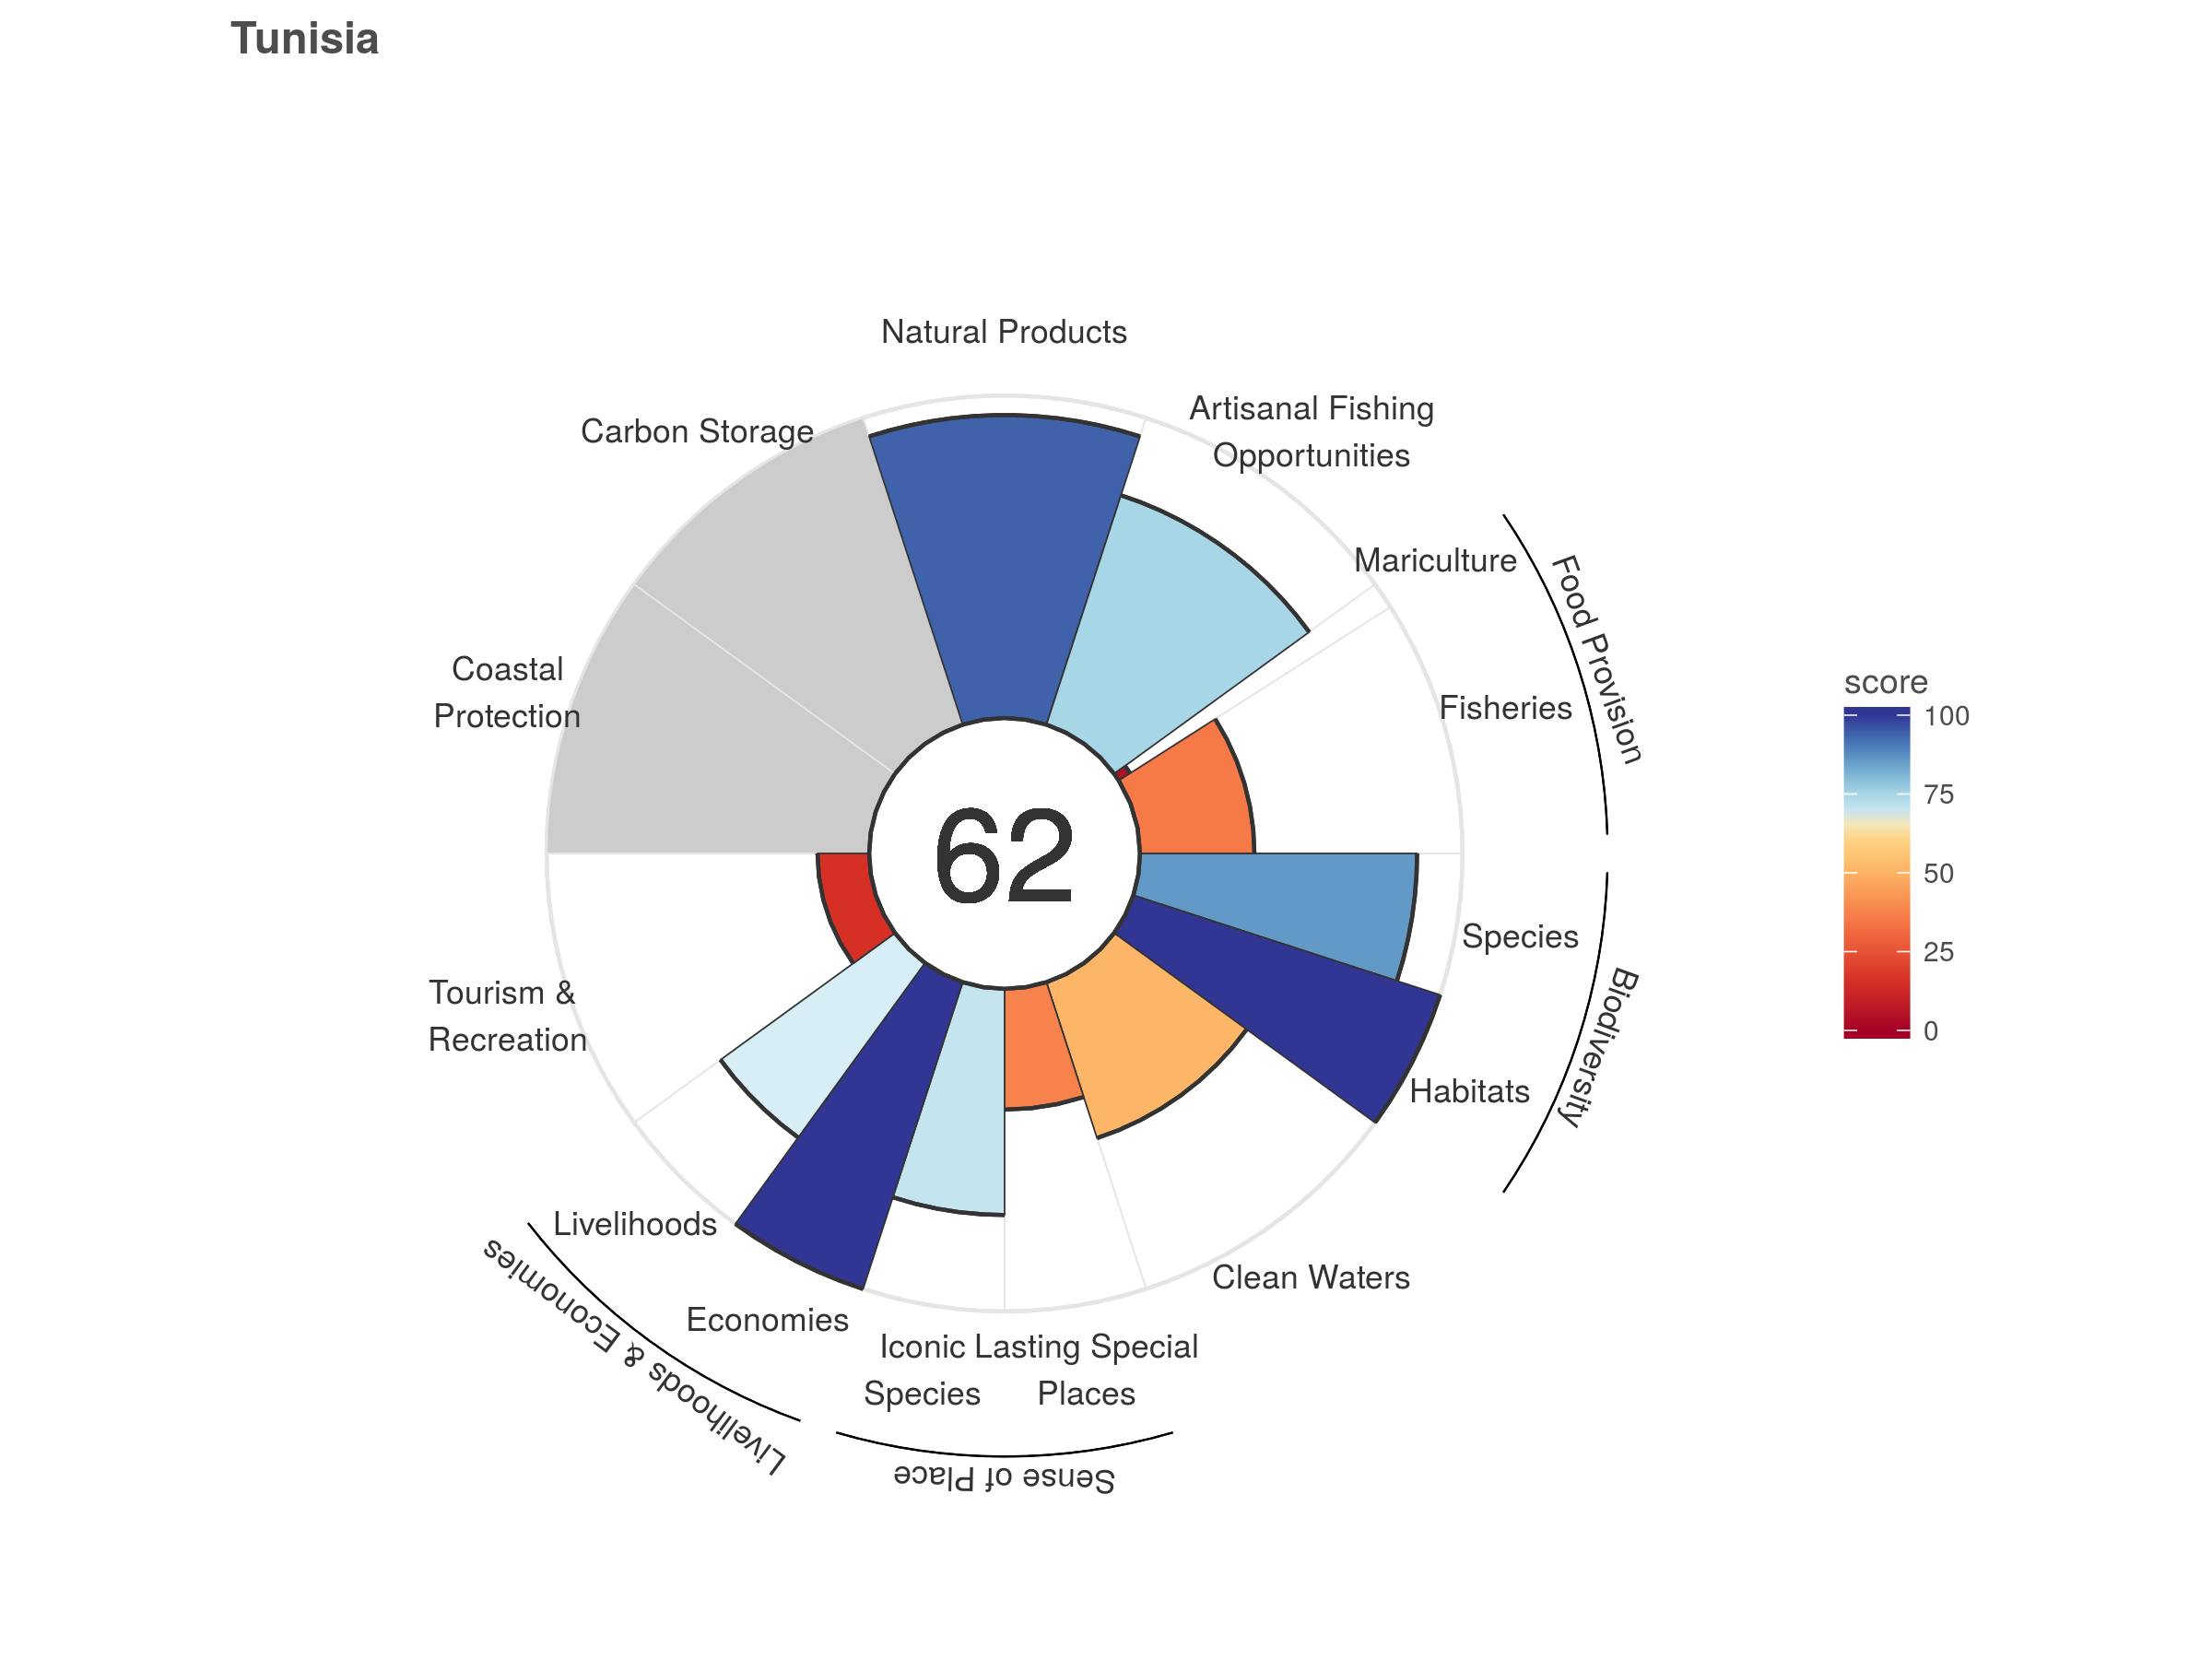 Tunisia
Natural Products
Artisanal Fishing
Opportunities
Carbon Storage
Mariculture
Food Provision
Coastal
Protection
Fisheries
score
100
75
50
25
0
62
Species
Biodiversity
Habitats
Tourism &
Recreation
Livelihoods
Clean Waters
Economies
Livelihoods & Economies
Iconic
Species
Lasting Special
Places
Sense of Place